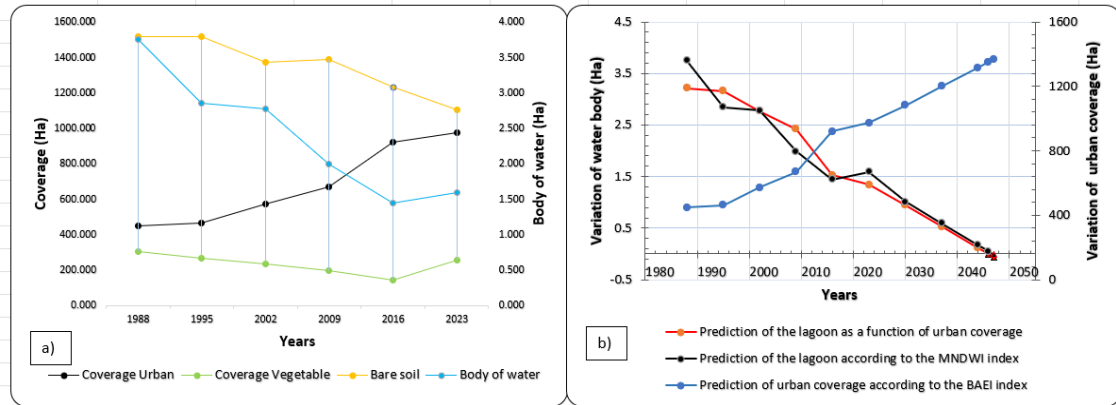 1600.000
1400.000
1200.000
1000.000
800.000
600.000
400.000
200.000
0.000
Coverage (Ha)
4.000
3.500
3.000
2.500
2.000
1.500
1.000
0.500
0.000
Body of water (Ha)
1988 1995 2002 2009 2016 2023
Years
a)
Coverage Urban Coverage Vegetable Bare soil Body of water
4.5
3.5
2.5
1.5
0.5
-0.5
Variation of water body (Ha)
1600
1200
800
400
0
Variation of urban coverage (Ha)
1980 1990 2000 2010 2020 2030 2040 2050
Years
b)
Prediction of the lagoon as a function of urban coverage
Prediction of the lagoon according to the MNDWI index
Prediction of urban coverage according to the BAEI index